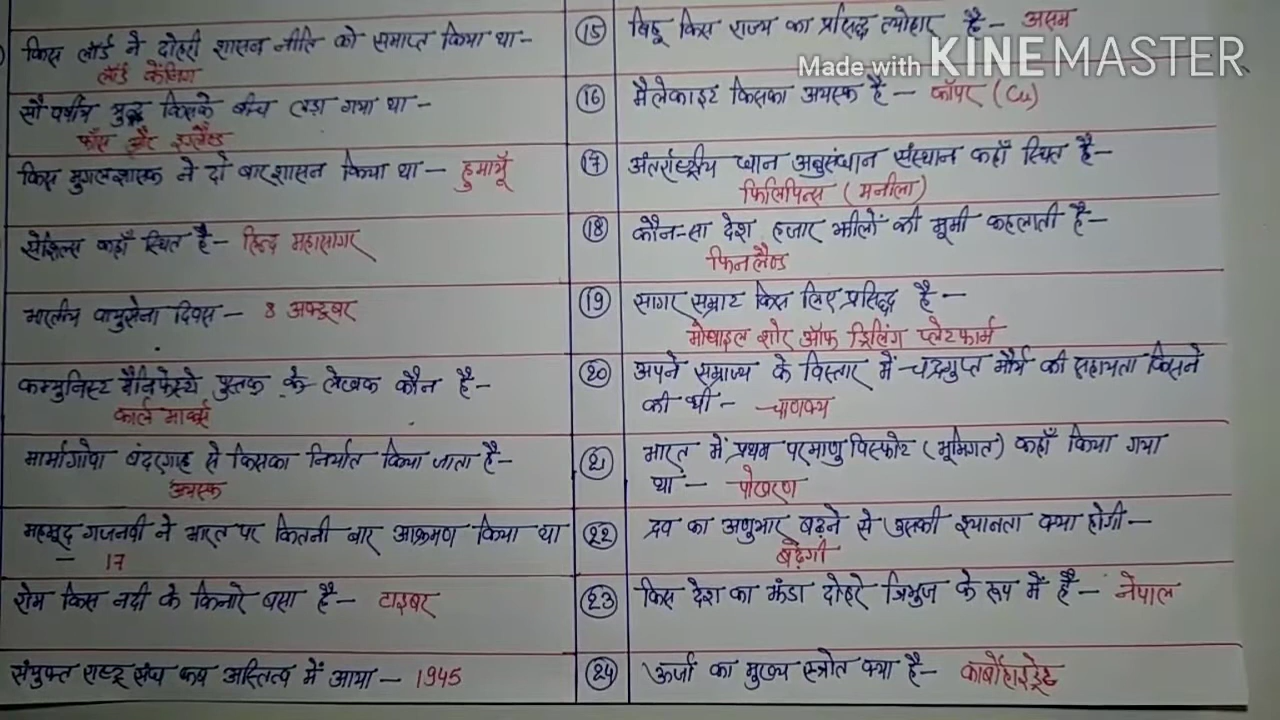 किस लॉर्ड ने दोहरी शासन नीति को समाप्त किया था-
लॉर्ड कैनिंग
सौ वर्षीय युद्ध किसके बीच लड़ा गया था -
फ्राँस और इग्लैण्ड
किस मुगलशासक ने दो बार शासन किया था - हुमायूँ
सेशिल्स कहाँ स्थित है - हिन्द महासागर
भारतीय वायुसेना दिवस - 8 अक्टूबर
कम्युनिस्ट मैनिफेस्टो पुस्तक के लेखक कौन है -
कार्ल मार्क्स
मार्मागोवा बंदरगाह से किसका निर्यात किया जाता है -
अयस्क
महमूद गजनवी ने भारत पर कितनी बार आक्रमण किया था
- 17
रोम किस नदी के किनारे बसा है - टाइबर
संयुक्त राष्ट्र संघ कब अस्तित्व में आया - 1945
15 बिहू किस राज्य का प्रसिद्ध त्योहार है - असम
Made with KINEMASTER
16 मैलेकाइट किसका अयस्क है - कॉपर (Cu)
17 अंतर्राष्ट्रीय धान अनुसंधान संस्थान कहाँ स्थित है -
फिलिपिन्स (मनीला)
18 कौन-सा देश हजार झीलों की भूमी कहलाती है -
फिनलैण्ड
19 सागर सम्राट किस लिए प्रसिद्ध है -
मोबाइल शोर ऑफ ड्रिलिंग प्लेटफार्म
20 अपने सम्राज्य के विस्तार में चन्द्रगुप्त मौर्य की सहायता किसने
की थी - चाणक्य
21 भारत में प्रथम परमाणु विस्फोट (भूमिगत) कहाँ किया गया
था - पोखरण
22 द्रव का अणुभार बढ़ने से उसकी श्यानता क्या होगी -
बढ़ेगी
23 किस देश का झंडा दोहरे त्रिभुज के रूप में है - नेपाल
24 ऊर्जा का मुख्य स्त्रोत क्या है - कार्बोहाइड्रेट